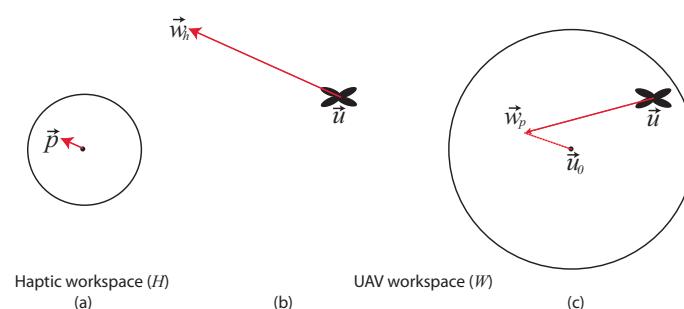 w⃗ₕ
u⃗
p⃗
w⃗ₚ
u⃗
u⃗₀
Haptic workspace (H)
UAV workspace (W)
(a)
(b)
(c)